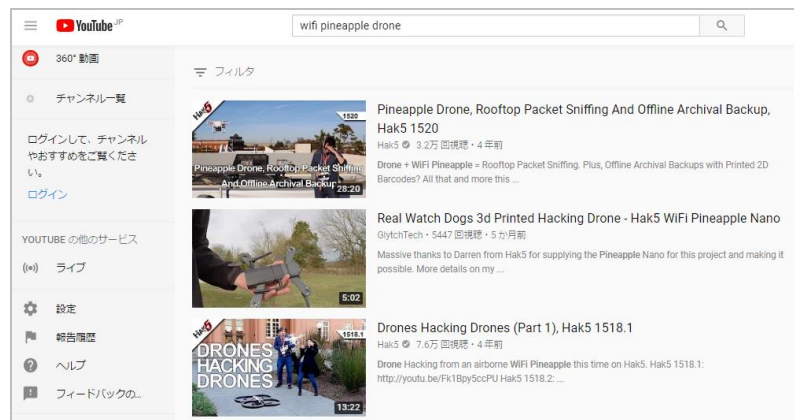 YouTube JP
wifi pineapple drone
360°動画
チャンネル一覧
ログインして、チャンネル
やおすすめをご覧くださ
い。
ログイン
YOUTUBE の他のサービス
ライブ
設定
報告履歴
ヘルプ
フィードバックの...
フィルタ
Hak5
1520
Pineapple Drone, Rooftop Packet Sniffing
And Offline Archival Backup
28:20
Pineapple Drone, Rooftop Packet Sniffing And Offline Archival Backup,
Hak5 1520
Hak5 3.2万 回視聴・4 年前
Drone + WiFi Pineapple = Rooftop Packet Sniffing. Plus, Offline Archival Backups with Printed 2D
Barcodes? All that and more this ...
5:02
Real Watch Dogs 3d Printed Hacking Drone - Hak5 WiFi Pineapple Nano
GlytchTech・5447 回視聴・5 か月前
Massive thanks to Darren from Hak5 for supplying the Pineapple Nano for this project and making it
possible. More details on my ...
Hak5
1518.1
DRONES
HACKING
DRONES
13:22
Drones Hacking Drones (Part 1), Hak5 1518.1
Hak5 7.6万 回視聴・4 年前
Drone Hacking from an airborne WiFi Pineapple this time on Hak5. Hak5 1518.1:
http://youtu.be/Fk1Bpy5ccPU Hak5 1518.2: ...